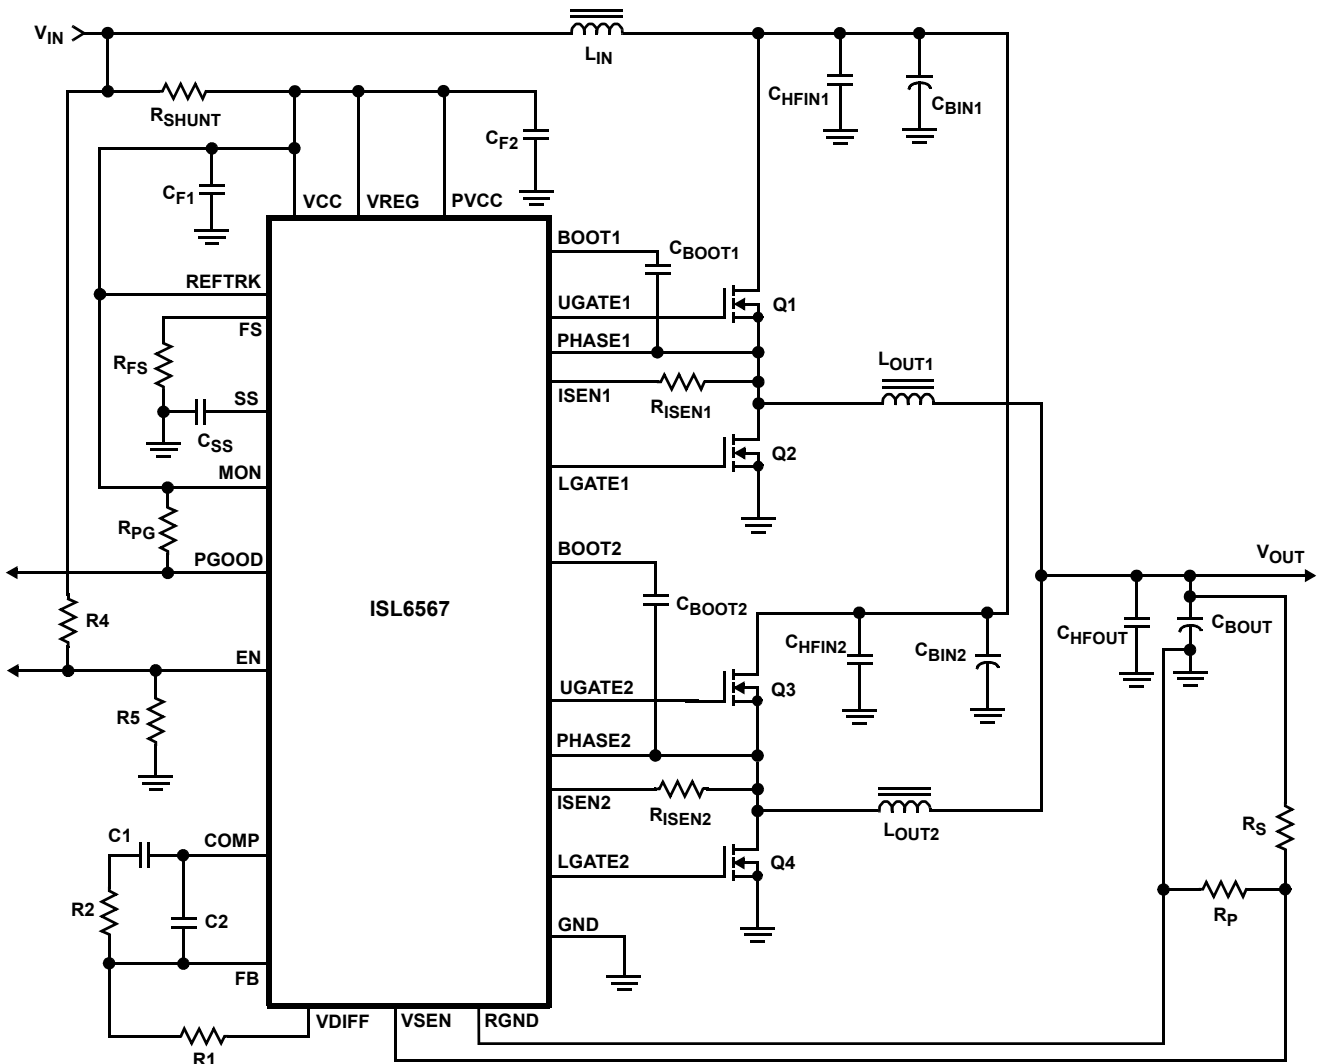 VIN
LIN
RSHUNT
CHFIN1
CBIN1
CF2
CF1
VCC
VREG
PVCC
BOOT1
CBOOT1
REFTRK
UGATE1
Q1
FS
PHASE1
RFS
LOUT1
ISEN1
RISEN1
SS
CSS
Q2
MON
LGATE1
RPG
PGOOD
BOOT2
VOUT
ISL6567
CBOOT2
R4
CHFIN2
CBIN2
CHFOUT
CBOUT
EN
UGATE2
Q3
R5
PHASE2
ISEN2
RISEN2
LOUT2
RS
C1
COMP
LGATE2
Q4
R2
C2
RP
GND
FB
VDIFF
VSEN
RGND
R1